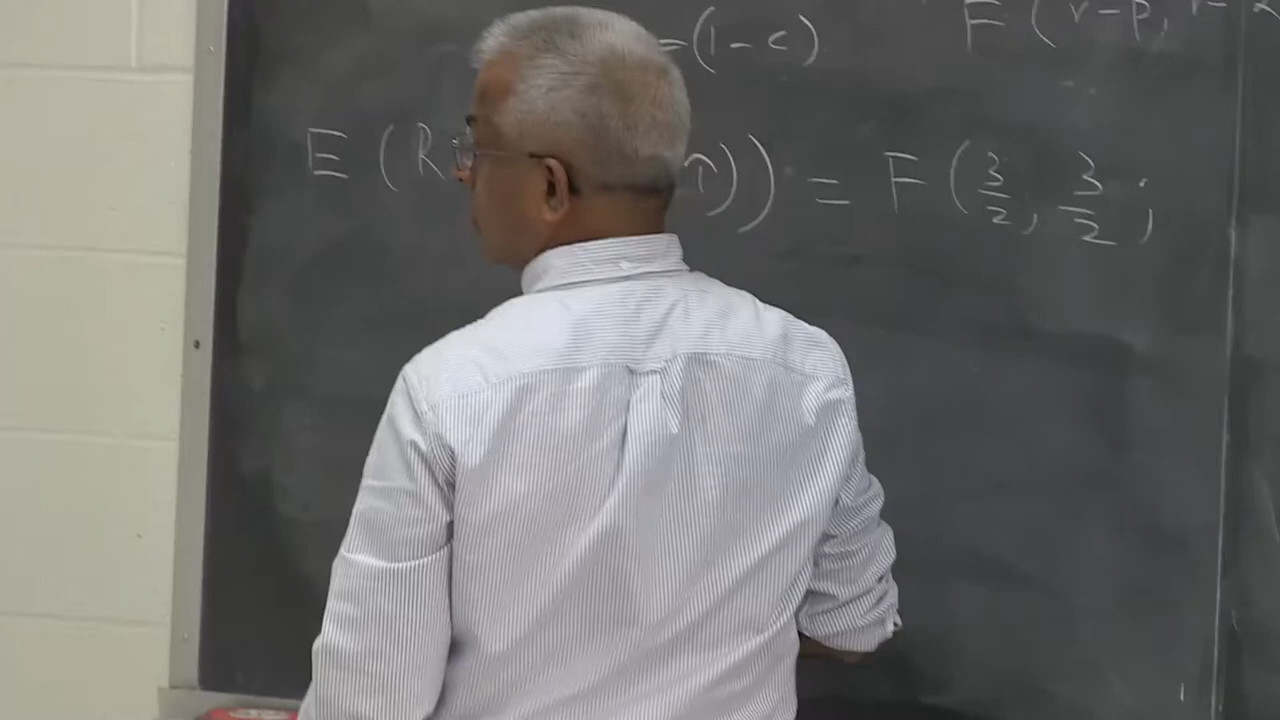 =(1-c) F(r-p, r-
E(R )) = F(3/2, 3/2;